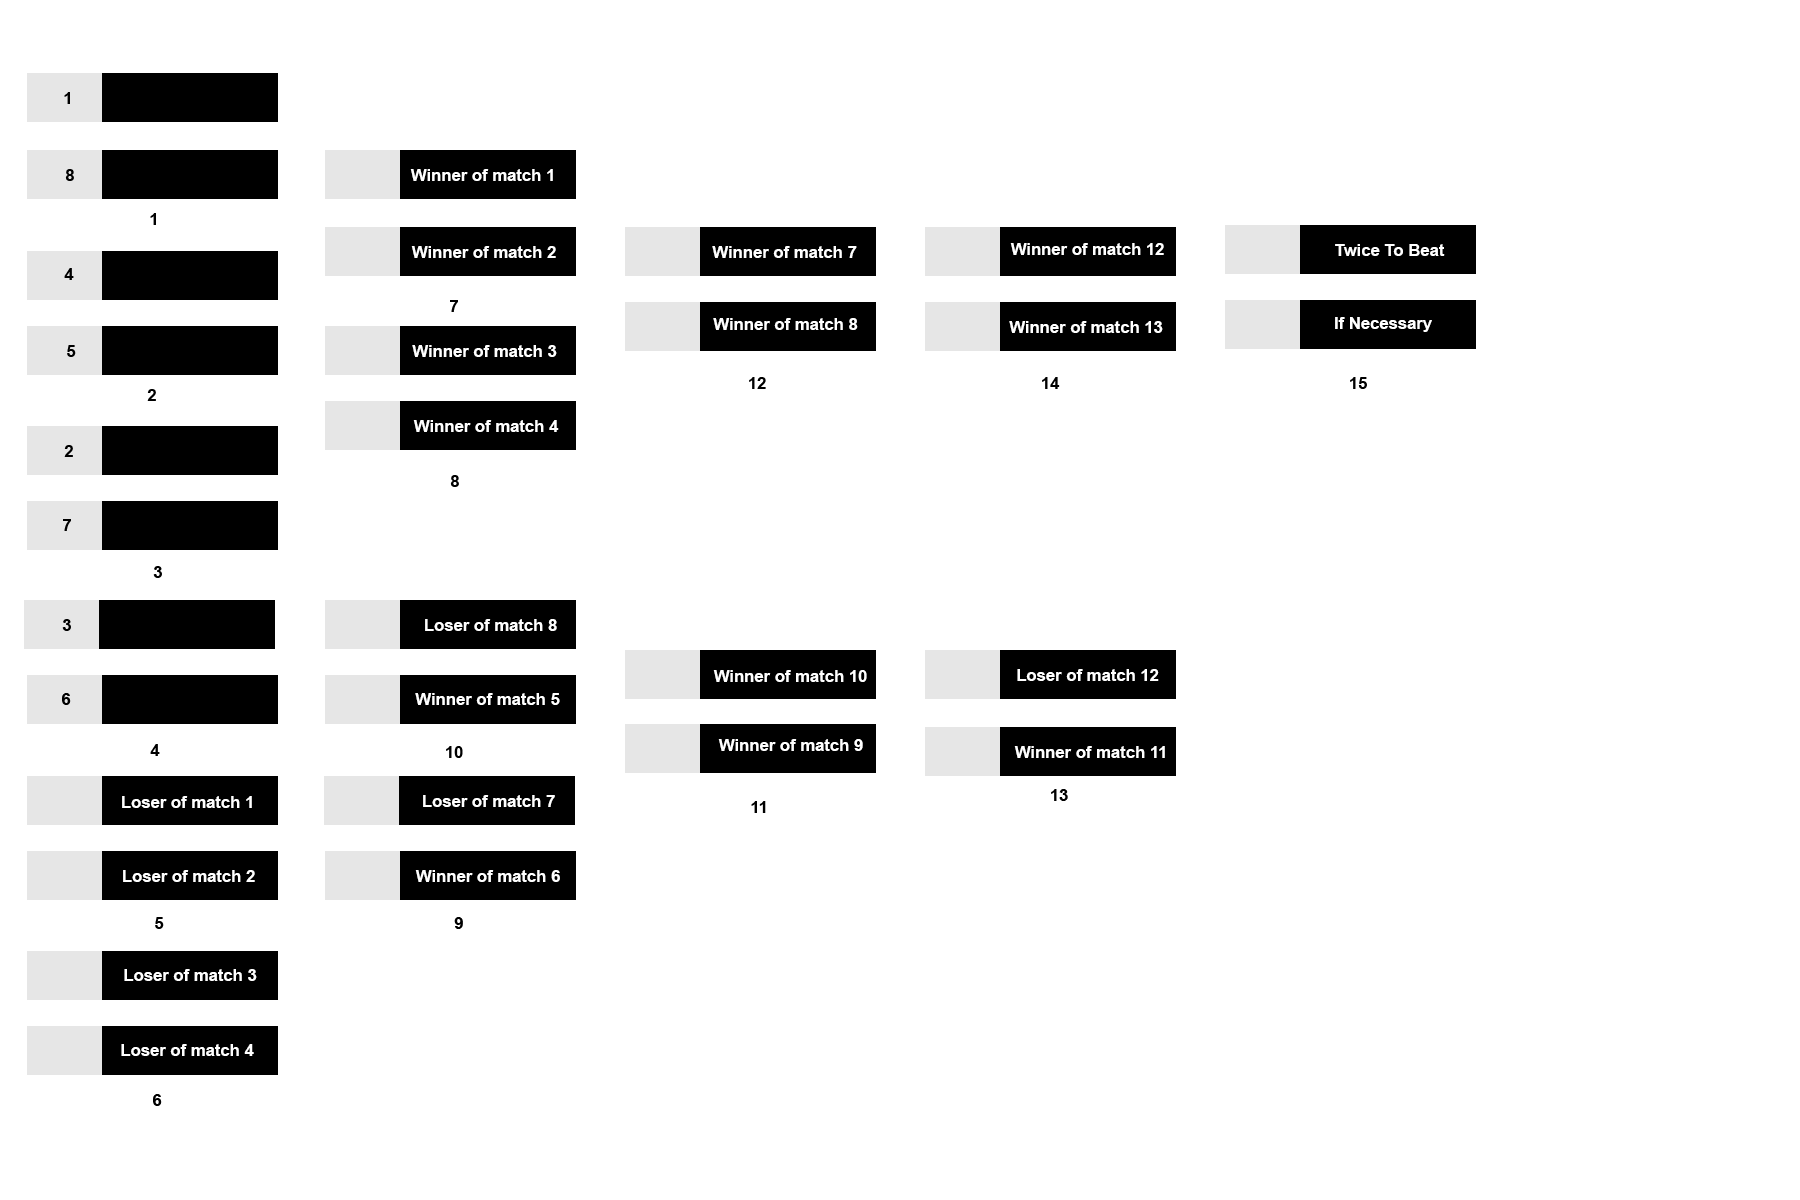 1
8
1
4
5
2
2
7
3
3
6
4
Loser of match 1
Loser of match 2
5
Loser of match 3
Loser of match 4
6
Winner of match 1
Winner of match 2
7
Winner of match 3
Winner of match 4
8
Loser of match 8
Winner of match 5
10
Loser of match 7
Winner of match 6
9
Winner of match 7
Winner of match 8
12
Winner of match 10
Winner of match 9
11
Winner of match 12
Winner of match 13
14
Loser of match 12
Winner of match 11
13
Twice To Beat
If Necessary
15